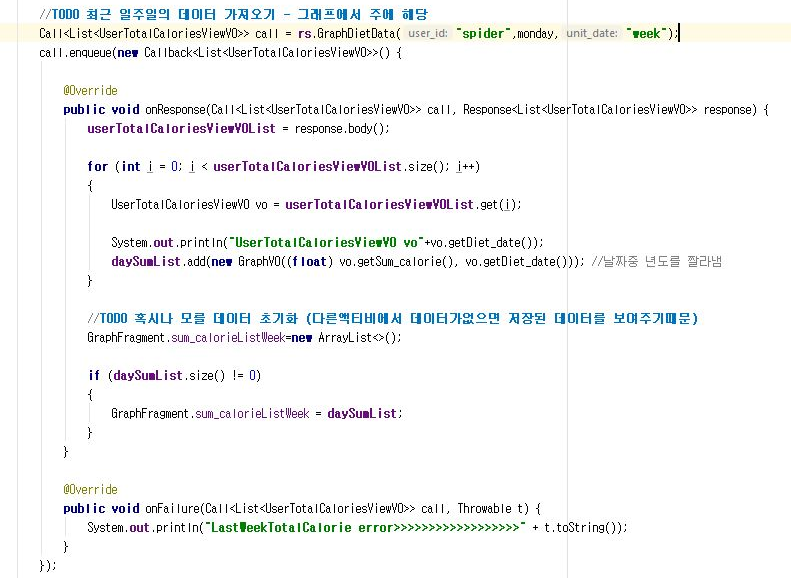 //TODO 최근 일주일의 데이터 가져오기 - 그래프에서 주에 해당
Call<List<UserTotalCaloriesViewVO>> call = rs.GraphDietData( user_id: "spider",monday, unit_date: "week");
call.enqueue(new Callback<List<UserTotalCaloriesViewVO>>() {
@Override
public void onResponse(Call<List<UserTotalCaloriesViewVO>> call, Response<List<UserTotalCaloriesViewVO>> response) {
userTotalCaloriesViewVOList = response.body();
for (int i = 0; i < userTotalCaloriesViewVOList.size(); i++)
{
UserTotalCaloriesViewVO vo = userTotalCaloriesViewVOList.get(i);
System.out.println("UserTotalCaloriesViewVO vo"+vo.getDiet_date());
daySumList.add(new GraphVO((float) vo.getSum_calorie(), vo.getDiet_date())); //날짜중 년도를 짤라냄
}
//TODO 혹시나 모를 데이터 초기화 (다른액티비에서 데이터가없으면 저장된 데이터를 보여주기때문)
GraphFragment.sum_calorieListWeek=new ArrayList<>();
if (daySumList.size() != 0)
{
GraphFragment.sum_calorieListWeek = daySumList;
}
}
@Override
public void onFailure(Call<List<UserTotalCaloriesViewVO>> call, Throwable t) {
System.out.println("LastWeekTotalCalorie error>>>>>>>>>>>>>>>>>>" + t.toString());
}
});